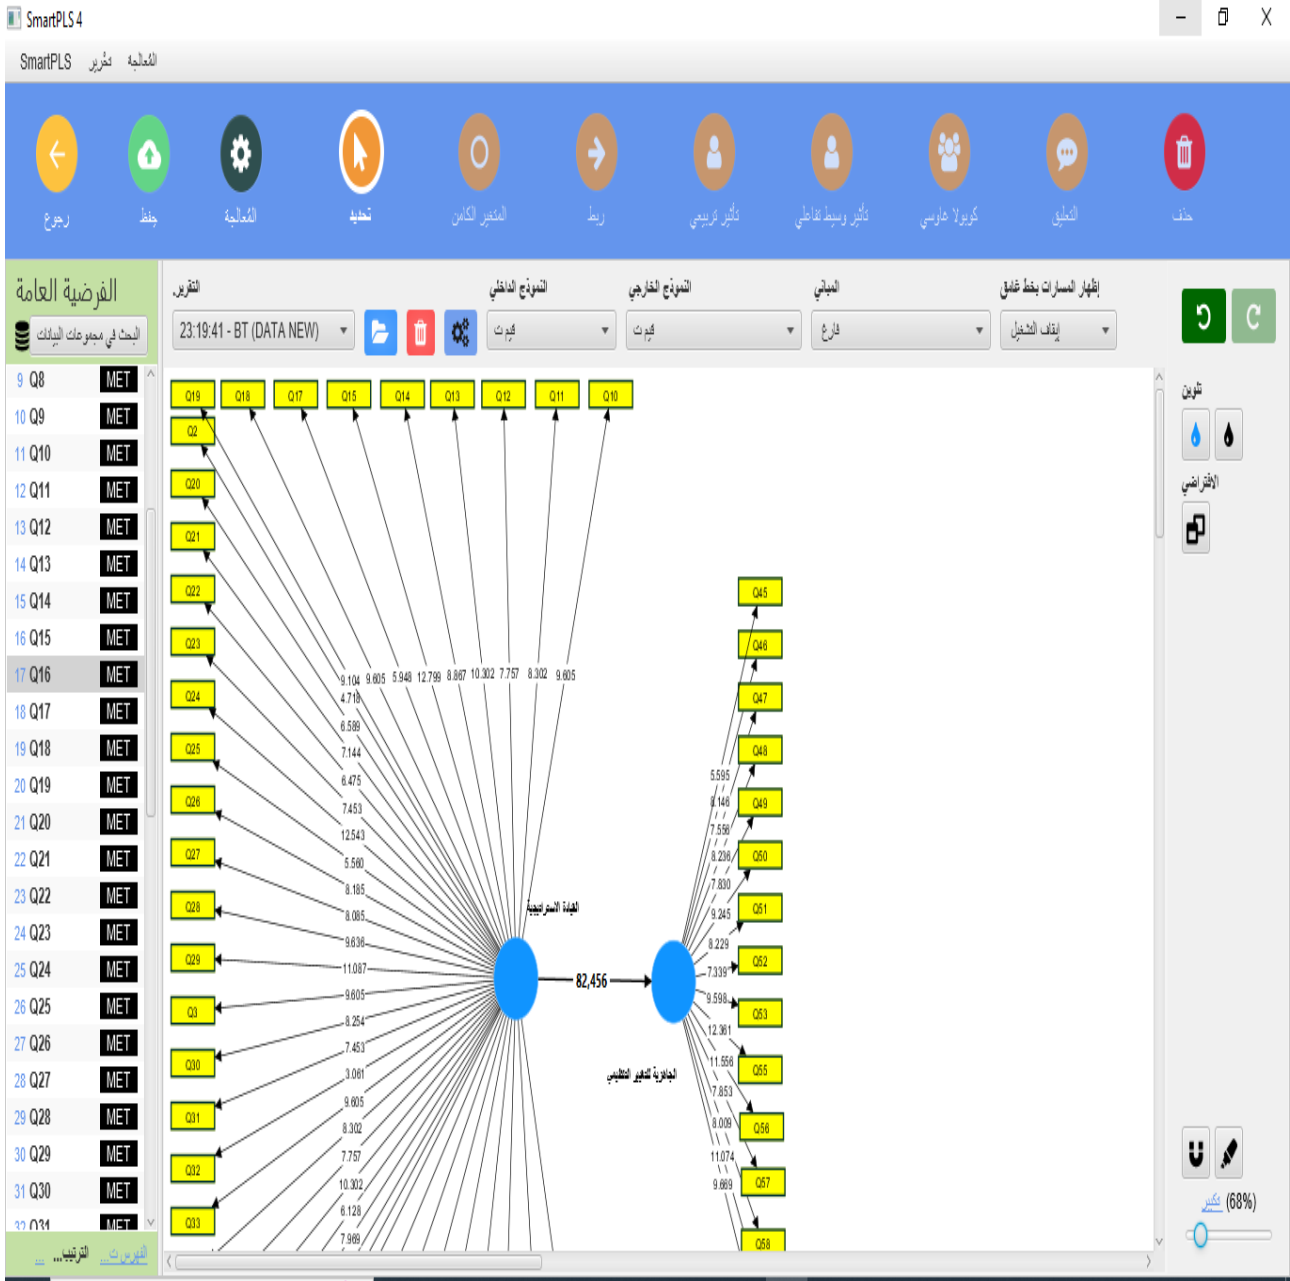 SmartPLS 4
SmartPLS تحرير المُعالجة
رجوع
حفظ
المُعالجة
تحديد
المتغير الكامن
ربط
تأثير تربيعي
تأثير وسيط تفاعلي
كوبولا غاوسي
التعليق
حذف
الفرضية العامة
البحث في مجموعات البيانات
التقرير.
23:19:41 - BT (DATA NEW)
النموذج الداخلي
قيم ت
النموذج الخارجي
قيم ت
المباني
فارغ
إظهار المسارات بخط غامق
إيقاف التشغيل
9 Q8 MET
10 Q9 MET
11 Q10 MET
12 Q11 MET
13 Q12 MET
14 Q13 MET
15 Q14 MET
16 Q15 MET
17 Q16 MET
18 Q17 MET
19 Q18 MET
20 Q19 MET
21 Q20 MET
22 Q21 MET
23 Q22 MET
24 Q23 MET
25 Q24 MET
26 Q25 MET
27 Q26 MET
28 Q27 MET
29 Q28 MET
30 Q29 MET
31 Q30 MET
32 Q31 MET
الفهرس ت... الترتيب... ...
Q19 Q18 Q17 Q15 Q14 Q13 Q12 Q11 Q10
Q2
Q20
Q21
Q22
Q23
Q24
Q25
Q26
Q27
Q28
Q29
Q3
Q30
Q31
Q32
Q33
9.104 9.605 5.948 12.799 8.867 10.302 7.757 8.302 9.605
4.718
6.589
7.144
6.475
7.453
12.543
5.560
8.185
8.085
9.636
11.087
9.605
8.254
7.453
3.061
9.605
8.302
7.757
10.302
6.128
7.969
القيادة الاستراتيجية
82,456
الجاهزية للتغيير التنظيمي
5.595
8.146
7.556
8.236
7.830
9.245
8.229
7.339
9.598
12.361
11.556
7.853
8.009
11.074
9.669
Q45
Q46
Q47
Q48
Q49
Q50
Q51
Q52
Q53
Q55
Q56
Q57
Q58
تلوين
الافتراضي
تكبير (68%)